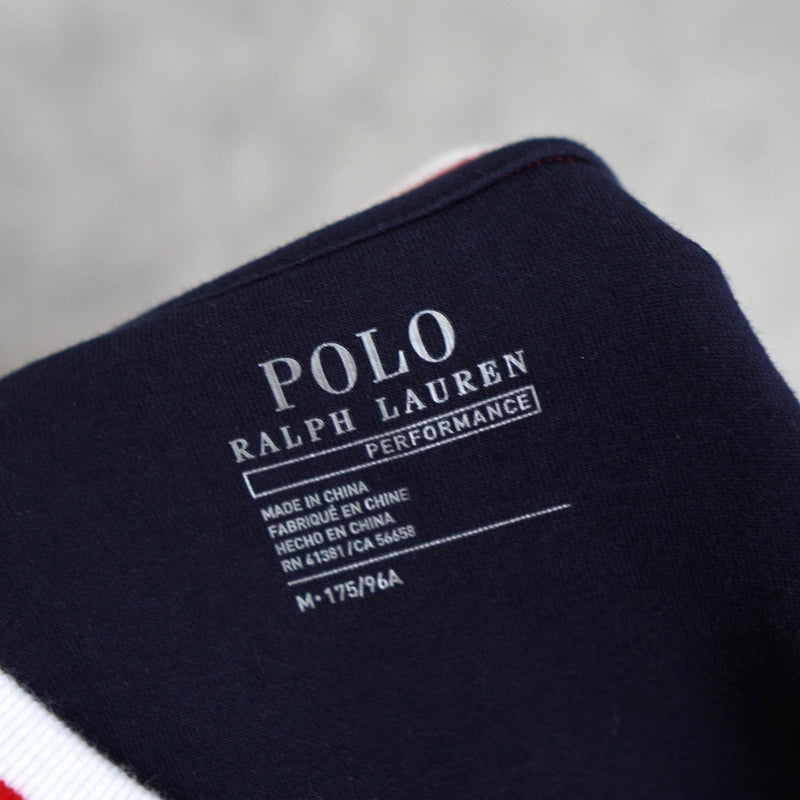 POLO
RALPH LAUREN
PERFORMANCE
MADE IN CHINA
FABRIQUÉ EN CHINE
HECHO EN CHINA
RN 41381/CA 56658
M•175/96A